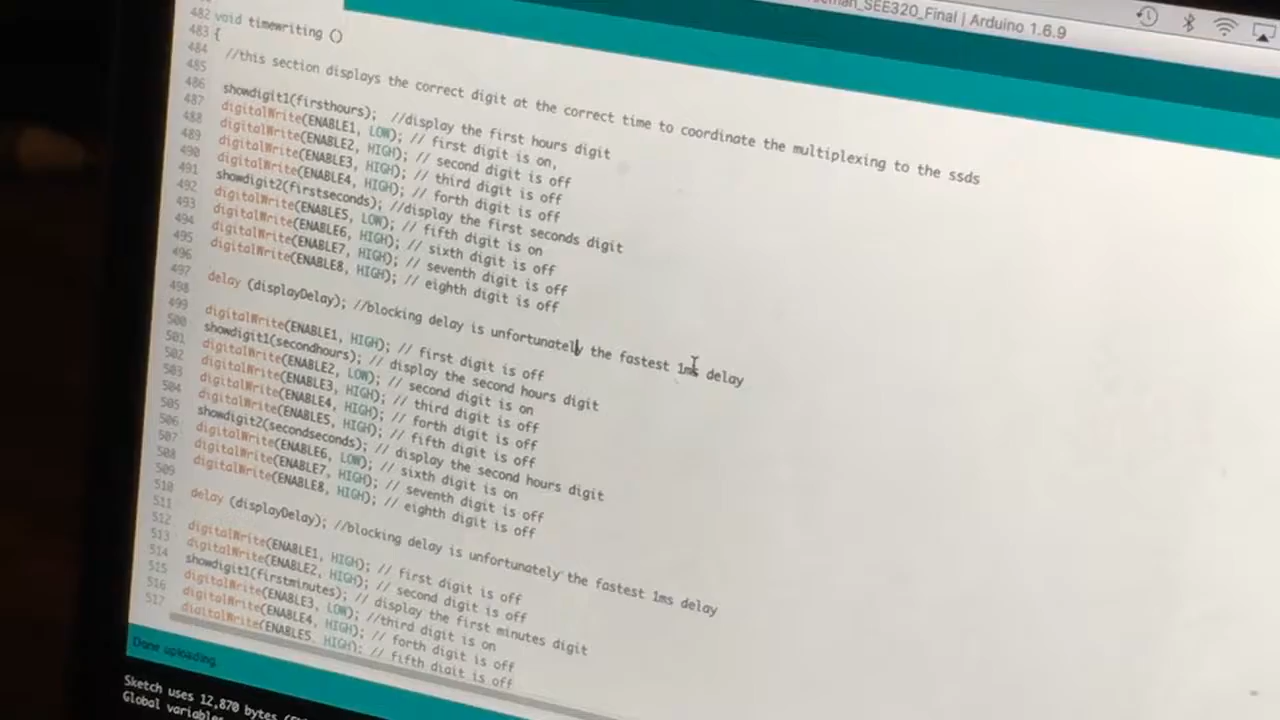 _SEE320_Final | Arduino 1.6.9
482 void timewriting ()
483 {
484
485 //this section displays the correct digit at the correct time to coordinate the multiplexing to the ssds
486
487 showdigit1(firsthours); //display the first hours digit
488 digitalWrite(ENABLE1, LOW); // first digit is on,
489 digitalWrite(ENABLE2, HIGH); // second digit is off
490 digitalWrite(ENABLE3, HIGH); // third digit is off
491 digitalWrite(ENABLE4, HIGH); // forth digit is off
492 showdigit2(firstseconds); //display the first seconds digit
493 digitalWrite(ENABLE5, LOW); // fifth digit is on
494 digitalWrite(ENABLE6, HIGH); // sixth digit is off
495 digitalWrite(ENABLE7, HIGH); // seventh digit is off
496 digitalWrite(ENABLE8, HIGH); // eighth digit is off
497
498 delay (displayDelay); //blocking delay is unfortunately the fastest 1ms delay
499
500 digitalWrite(ENABLE1, HIGH); // first digit is off
501 showdigit1(secondhours); // display the second hours digit
502 digitalWrite(ENABLE2, LOW); // second digit is on
503 digitalWrite(ENABLE3, HIGH); // third digit is off
504 digitalWrite(ENABLE4, HIGH); // forth digit is off
505 digitalWrite(ENABLE5, HIGH); // fifth digit is off
506 showdigit2(secondseconds); // display the second hours digit
507 digitalWrite(ENABLE6, LOW); // sixth digit is on
508 digitalWrite(ENABLE7, HIGH); // seventh digit is off
509 digitalWrite(ENABLE8, HIGH); // eighth digit is off
510
511 delay (displayDelay); //blocking delay is unfortunately the fastest 1ms delay
512
513 digitalWrite(ENABLE1, HIGH); // first digit is off
514 digitalWrite(ENABLE2, HIGH); // second digit is off
515 showdigit1(firstminutes); // display the first minutes digit
516 digitalWrite(ENABLE3, LOW); //third digit is on
517 digitalWrite(ENABLE4, HIGH); // forth digit is off
digitalWrite(ENABLE5, HIGH); // fifth digit is off
Done uploading.
Sketch uses 12,870 bytes
Global variables